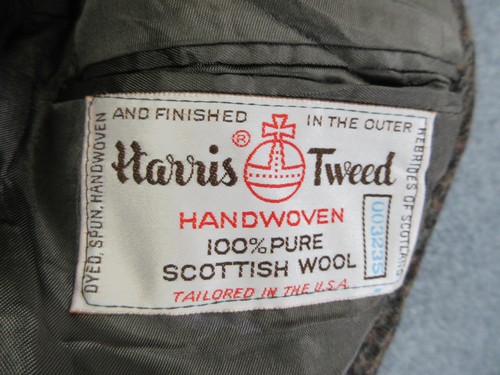 DYED, SPUN, HANDWOVEN
AND FINISHED
IN THE OUTER
HEBRIDES OF SCOTLAND
Harris ® Tweed
HANDWOVEN
100% PURE
SCOTTISH WOOL
TAILORED IN THE U.S.A.